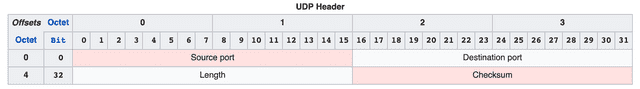 UDP Header
Offsets Octet 0 1 2 3
Octet Bit 0 1 2 3 4 5 6 7 8 9 10 11 12 13 14 15 16 17 18 19 20 21 22 23 24 25 26 27 28 29 30 31
0 0 Source port Destination port
4 32 Length Checksum